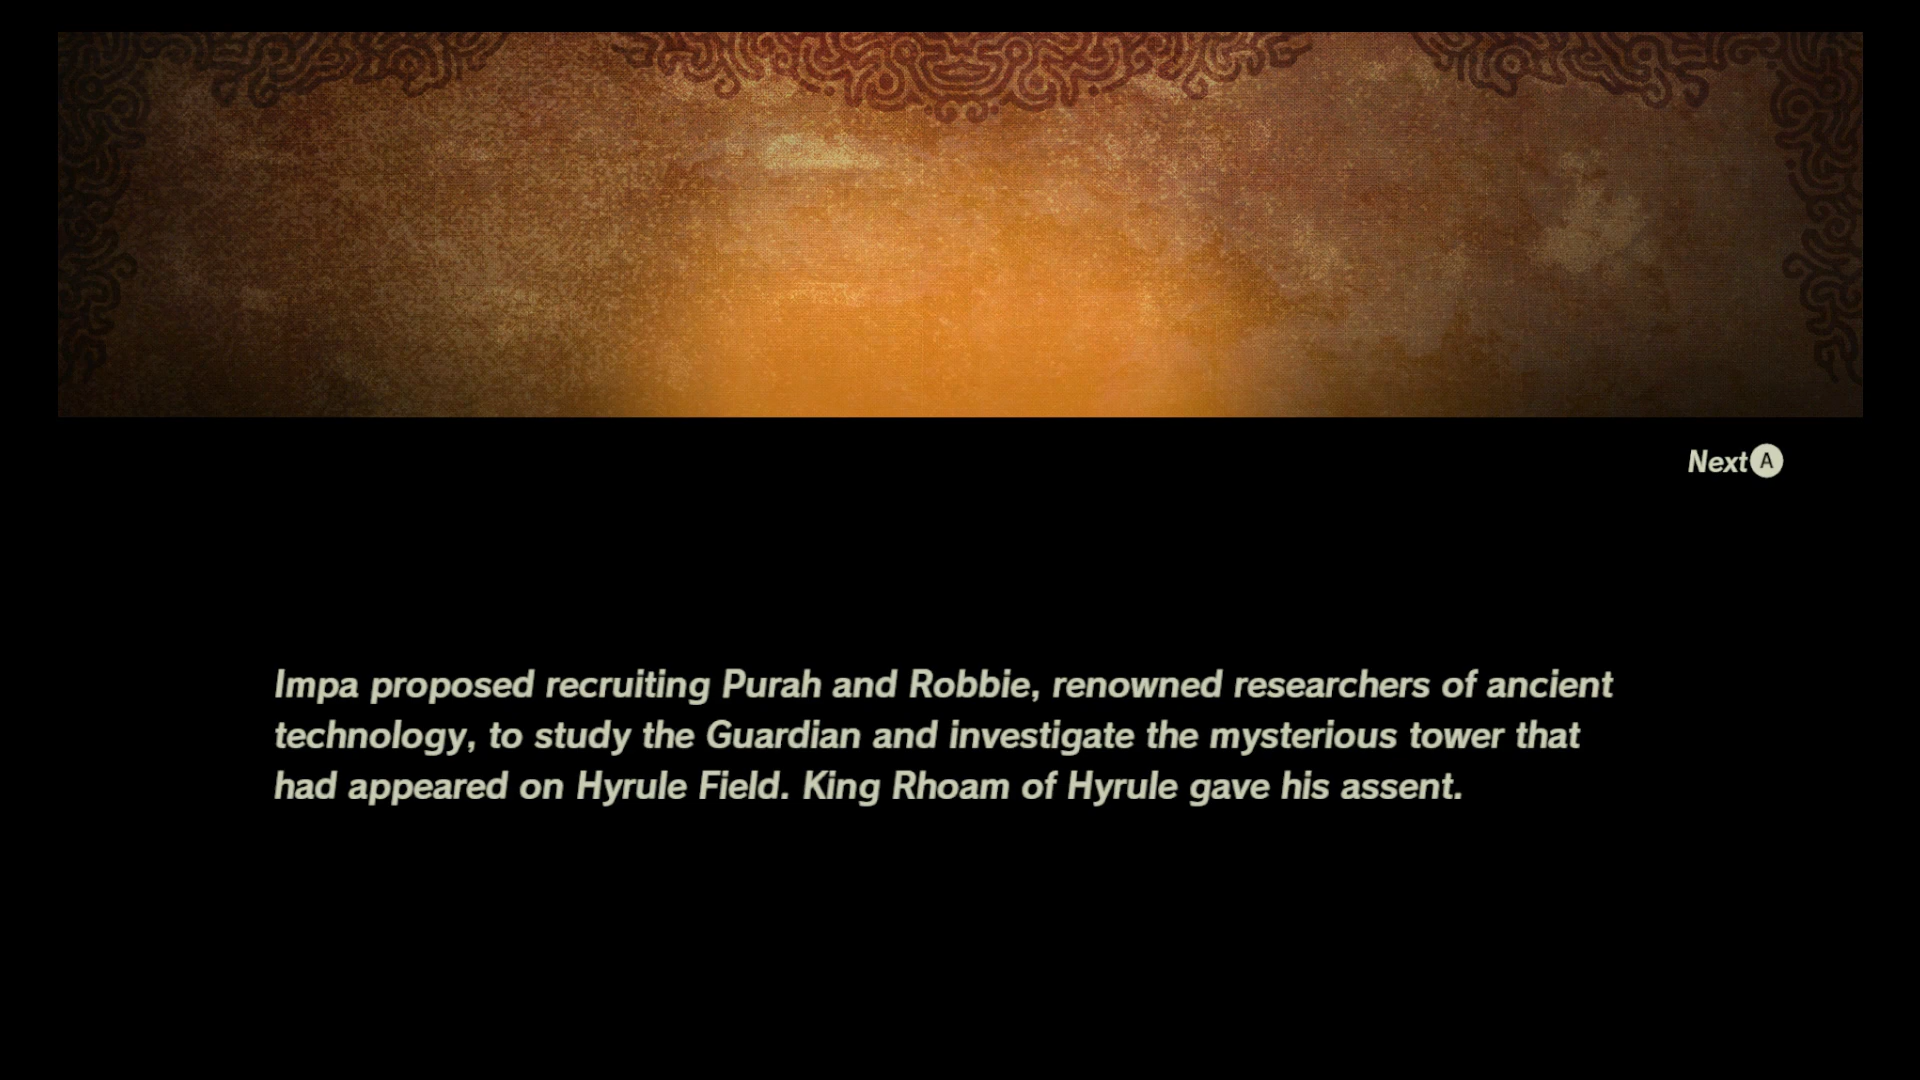 Next A
Impa proposed recruiting Purah and Robbie, renowned researchers of ancient
technology, to study the Guardian and investigate the mysterious tower that
had appeared on Hyrule Field. King Rhoam of Hyrule gave his assent.